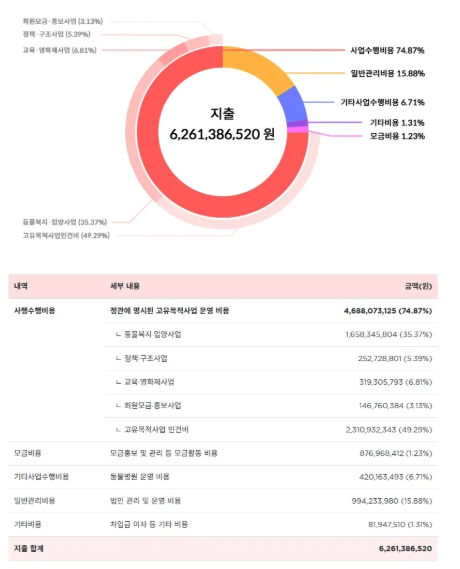 회원모금·홍보사업 (3.13%)
정책·구조사업 (5.39%)
교육·영화제사업 (6.81%)
사업수행비용 74.87%
일반관리비용 15.88%
기타사업수행비용 6.71%
기타비용 1.31%
모금비용 1.23%
지출
6,261,386,520 원
동물복지·입양사업 (35.37%)
고유목적사업인건비 (49.29%)
내역 세부 내용 금액(원)
사행수행비용 정관에 명시된 고유목적사업 운영 비용 4,688,073,125 (74.87%)
ㄴ 동물복지·입양사업 1,658,345,804 (35.37%)
ㄴ 정책·구조사업 252,728,801 (5.39%)
ㄴ 교육·영화제사업 319,305,793 (6.81%)
ㄴ 회원모금·홍보사업 146,760,384 (3.13%)
ㄴ 고유목적사업 인건비 2,310,932,343 (49.29%)
모금비용 모금홍보 및 관리 등 모금활동 비용 876,968,412 (1.23%)
기타사업수행비용 동물병원 운영 비용 420,163,493 (6.71%)
일반관리비용 법인 관리 및 운영 비용 994,233,980 (15.88%)
기타비용 차입금 이자 등 기타 비용 81,947,510 (1.31%)
지출 합계 6,261,386,520